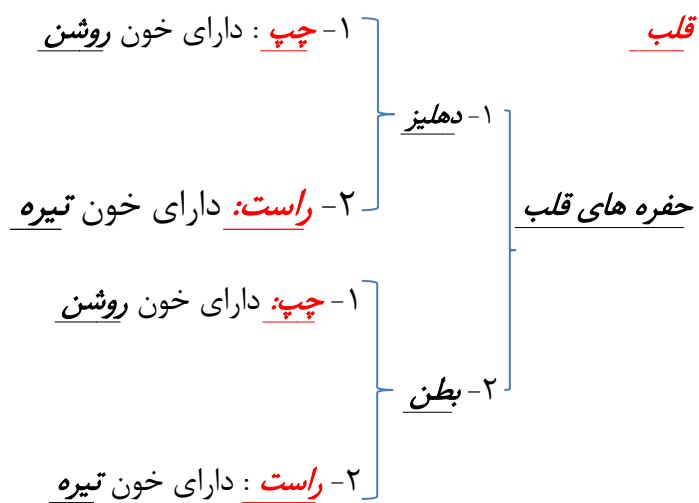 قلب
۱- چپ : دارای خون روشن
۱- دهلیز
۲- راست: دارای خون تیره
حفره های قلب
۱- چپ: دارای خون روشن
۲- بطن
۲- راست : دارای خون تیره